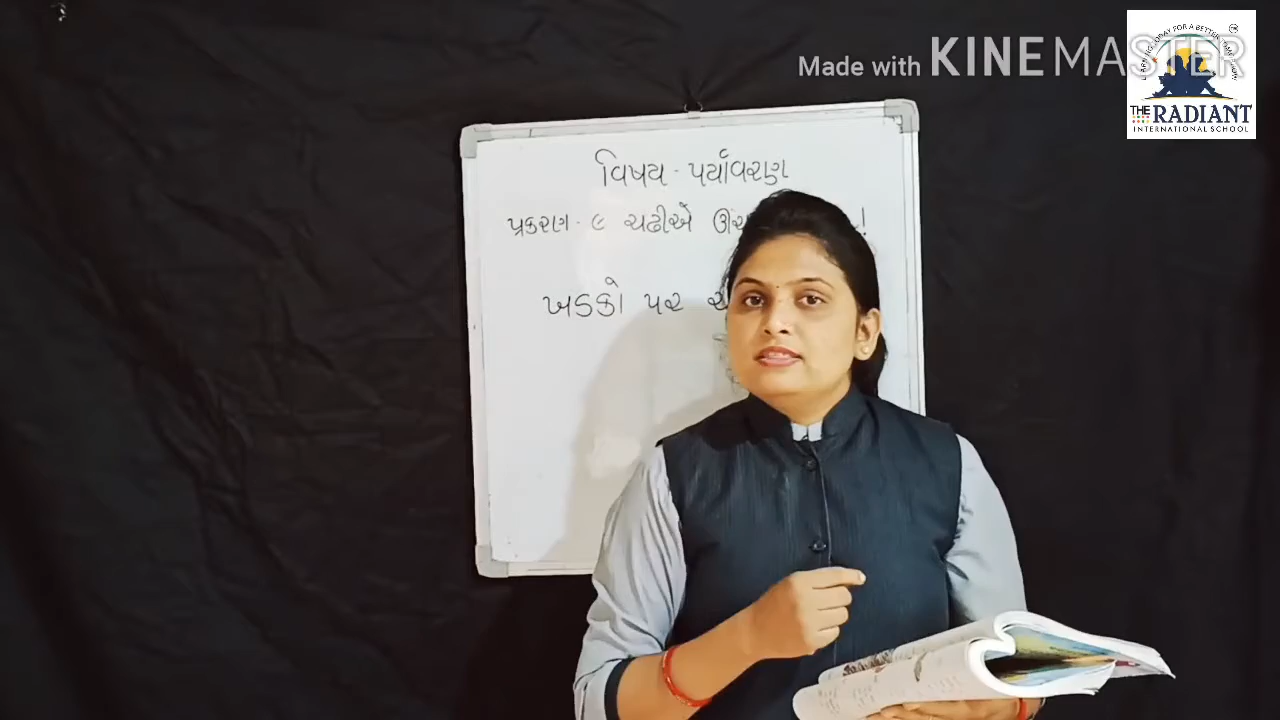 Made with KINEMASTER
THE RADIANT
INTERNATIONAL SCHOOL
વિષય - પર્યાવરણ
પ્રકરણ - ૯ ચઢીએ !
ખડકો પર